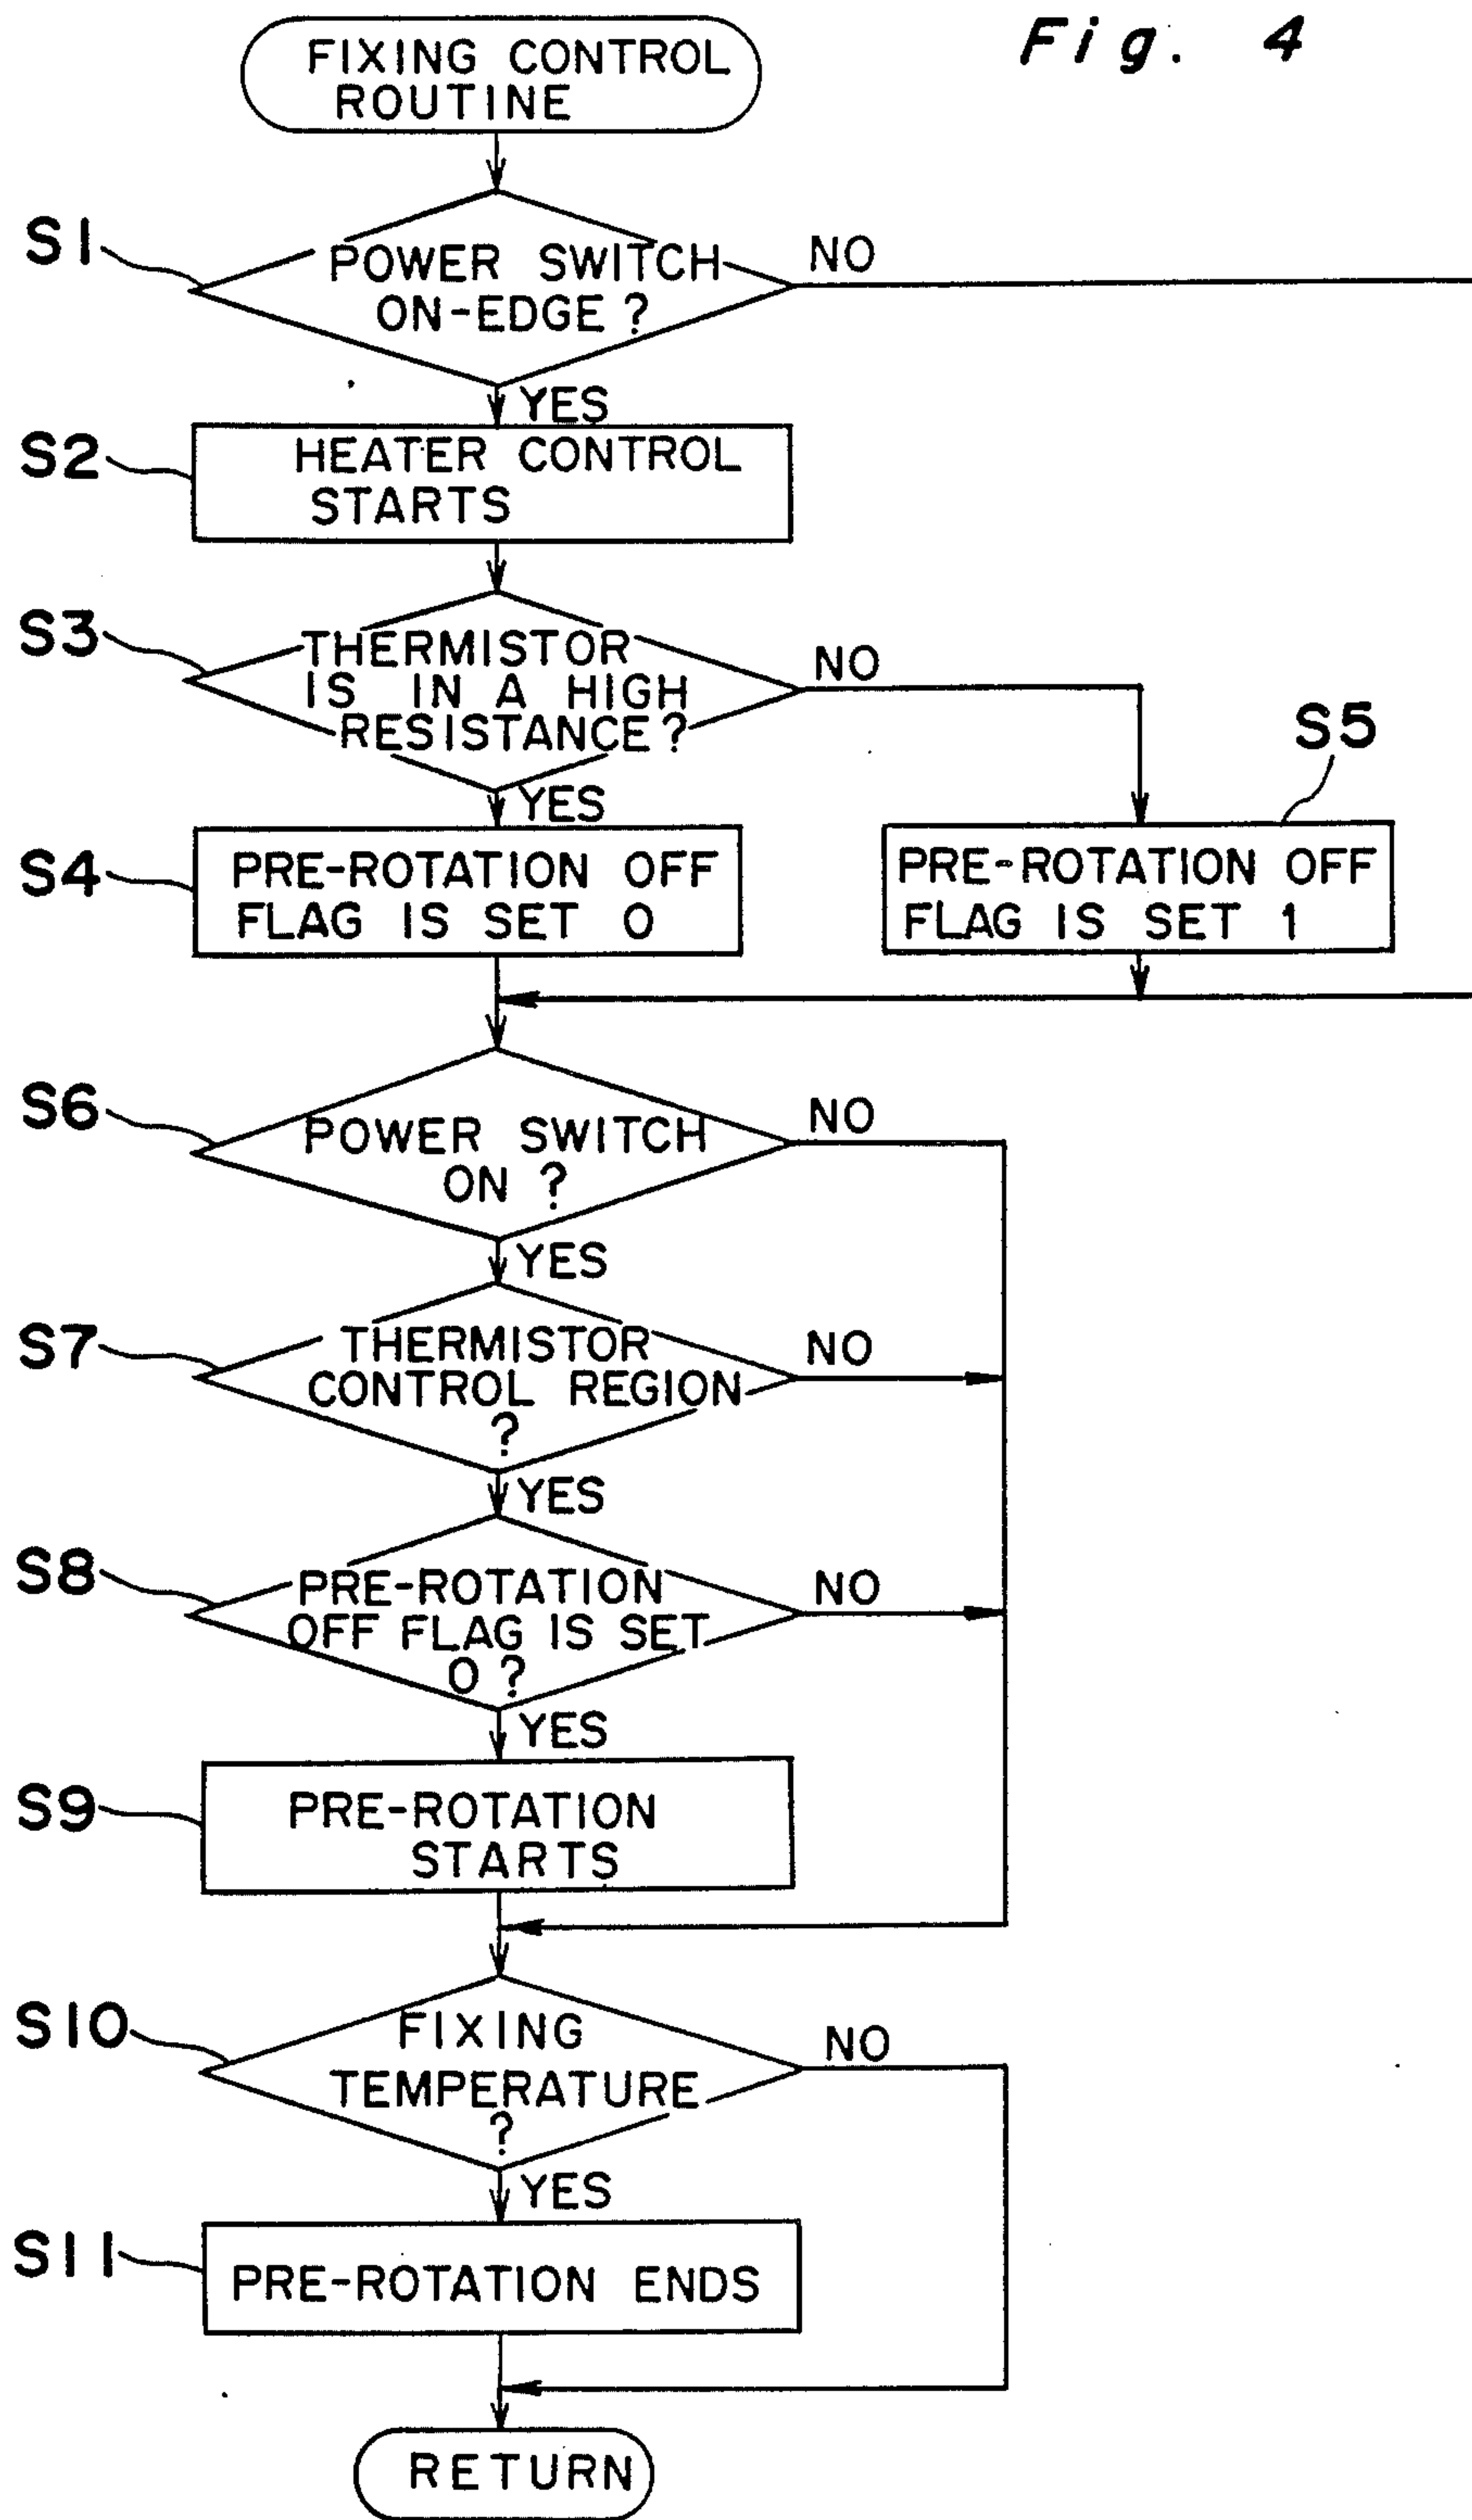 Fig. 4
FIXING CONTROL
ROUTINE
S1
POWER SWITCH
ON-EDGE?
NO
YES
S2
HEATER CONTROL
STARTS
S3
THERMISTOR
IS IN A HIGH
RESISTANCE?
NO
YES
S4
PRE-ROTATION OFF
FLAG IS SET 0
S5
PRE-ROTATION OFF
FLAG IS SET 1
S6
POWER SWITCH
ON ?
NO
YES
S7
THERMISTOR
CONTROL REGION
?
NO
YES
S8
PRE-ROTATION
OFF FLAG IS SET
0 ?
NO
YES
S9
PRE-ROTATION
STARTS
S10
FIXING
TEMPERATURE
?
NO
YES
S11
PRE-ROTATION ENDS
RETURN